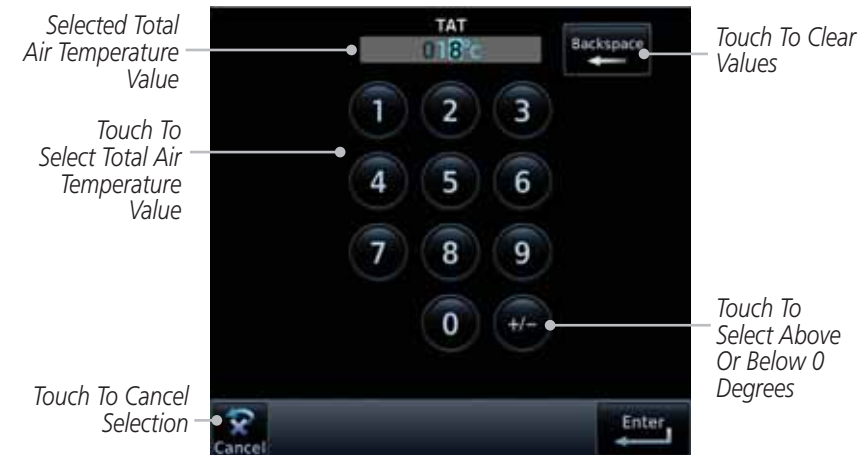 Selected Total
Air Temperature
Value
TAT
018°c
Backspace
Touch To Clear
Values
Touch To
Select Total Air
Temperature
Value
1 2 3
4 5 6
7 8 9
0 +/-
Touch To
Select Above
Or Below 0
Degrees
Touch To Cancel
Selection
Cancel
Enter